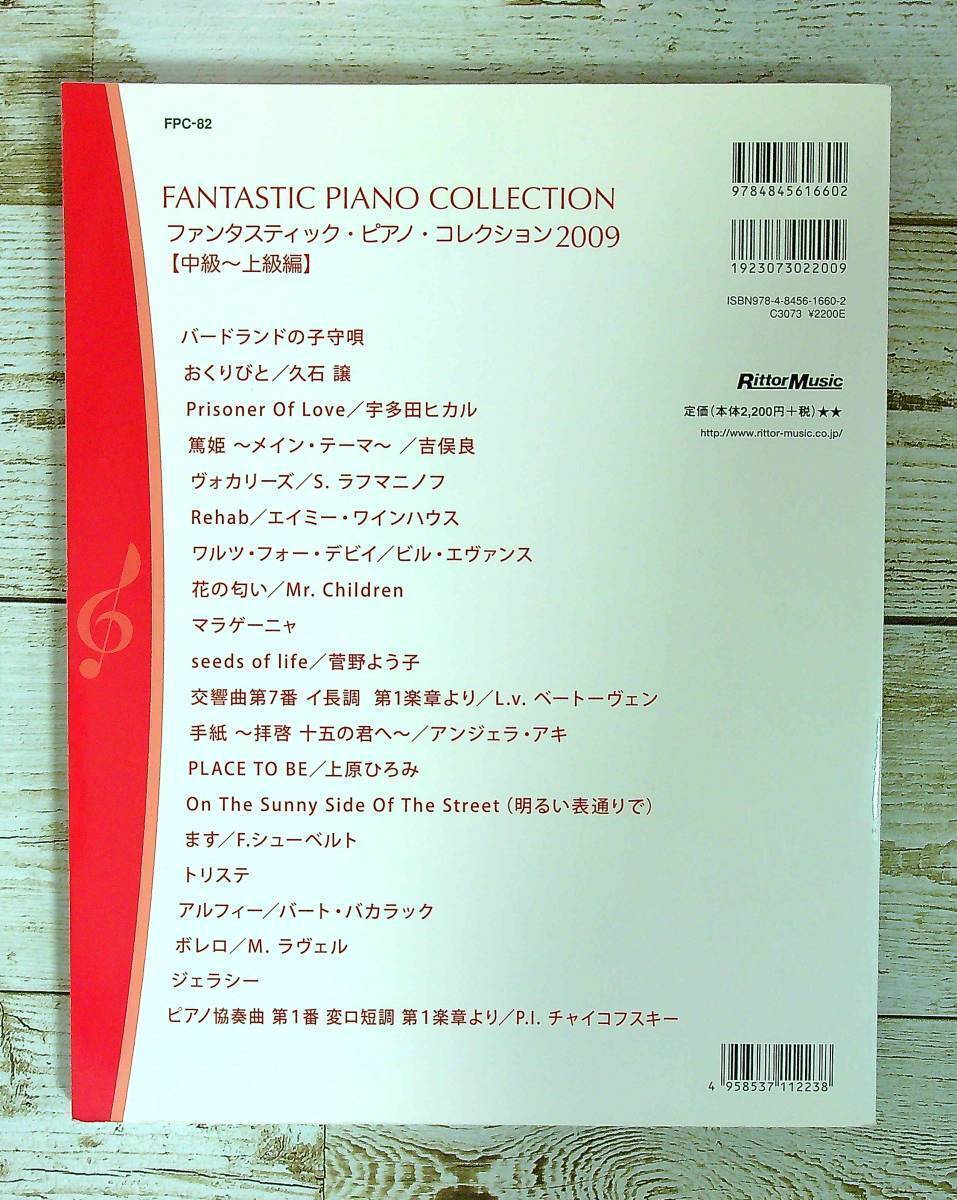 FPC-82
FANTASTIC PIANO COLLECTION
ファンタスティック・ピアノ・コレクション2009
【中級〜上級編】
9784845616602
1923073022009
ISBN978-4-8456-1660-2
C3073 ¥2200E
RittorMusic
定価(本体2,200円+税)★★
http://www.rittor-music.co.jp/
バードランドの子守唄
おくりびと/久石 譲
Prisoner Of Love/宇多田ヒカル
篤姫 〜メイン・テーマ〜 /吉俣良
ヴォカリーズ/S. ラフマニノフ
Rehab/エイミー・ワインハウス
ワルツ・フォー・デビイ/ビル・エヴァンス
花の匂い/Mr. Children
マラゲーニャ
seeds of life/菅野よう子
交響曲第7番 イ長調 第1楽章より/L.v. ベートーヴェン
手紙 〜拝啓 十五の君へ〜/アンジェラ・アキ
PLACE TO BE/上原ひろみ
On The Sunny Side Of The Street (明るい表通りで)
ます/F.シューベルト
トリステ
アルフィー/バート・バカラック
ボレロ/M. ラヴェル
ジェラシー
ピアノ協奏曲 第1番 変ロ短調 第1楽章より/P.I. チャイコフスキー
4 958537 112238